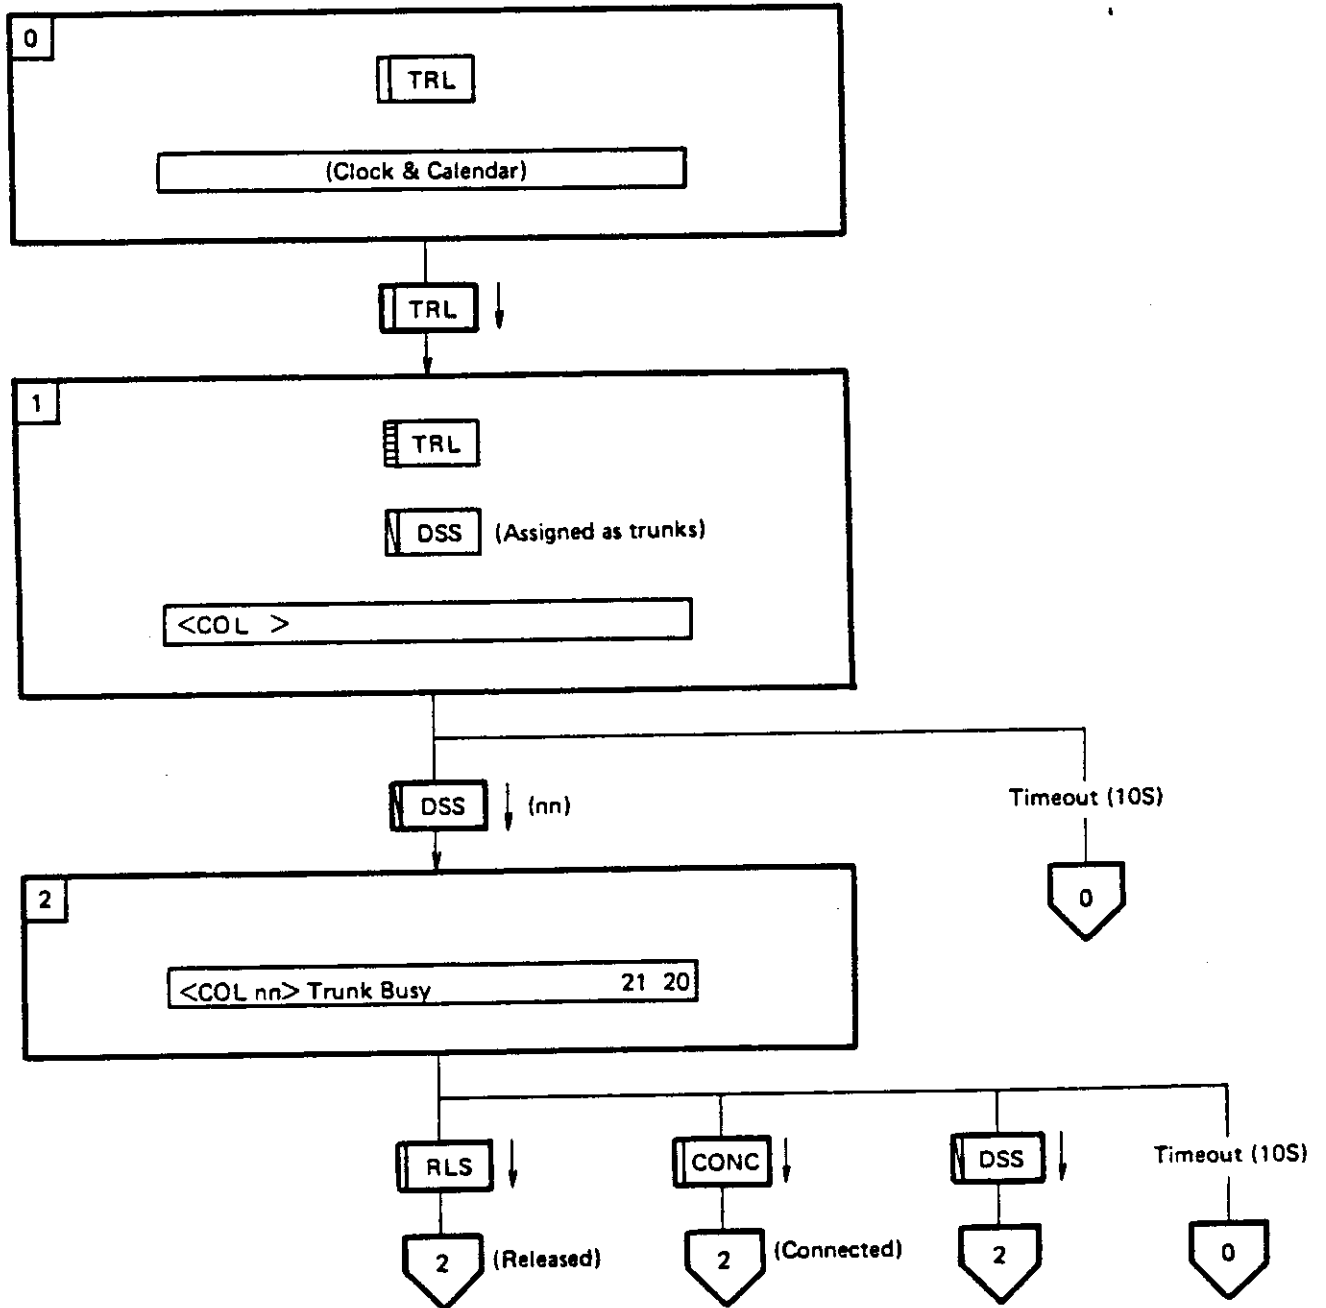 0
TRL
(Clock & Calendar)
TRL
1
TRL
DSS (Assigned as trunks)
<COL >
DSS (nn)
Timeout (10S)
0
2
<COL nn> Trunk Busy 21 20
RLS
CONC
DSS
Timeout (10S)
2 (Released)
2 (Connected)
2
0